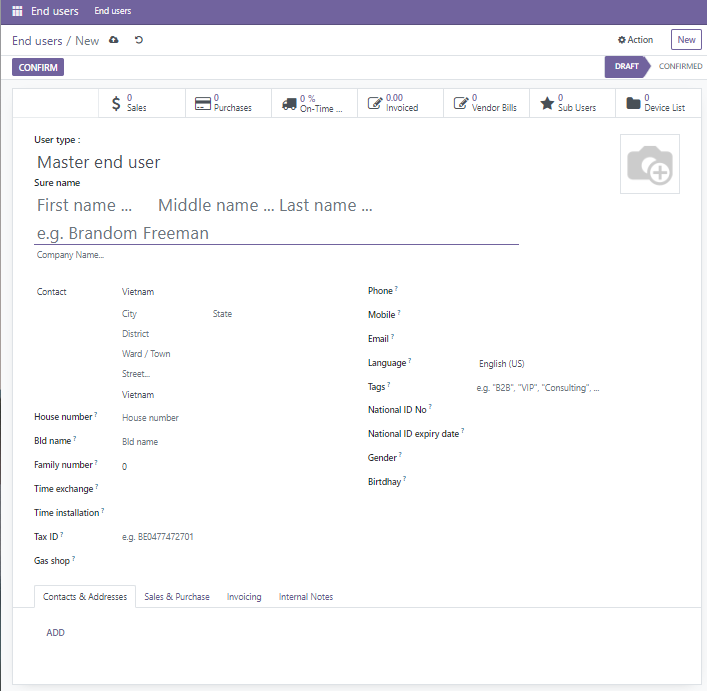 End users End users
End users / New Action New
CONFIRM DRAFT CONFIRMED
0 Sales 0 Purchases 0 % On-Time ... 0.00 Invoiced 0 Vendor Bills 0 Sub Users 0 Device List
User type :
Master end user
Sure name
First name ... Middle name ... Last name ...
e.g. Brandom Freeman
Company Name...
Contact Vietnam
City State
District
Ward / Town
Street...
Vietnam
House number ? House number
Bld name ? Bld name
Family number ? 0
Time exchange ?
Time installation ?
Tax ID ? e.g. BE0477472701
Gas shop ?
Phone ?
Mobile ?
Email ?
Language ? English (US)
Tags ? e.g. "B2B", "VIP", "Consulting", ...
National ID No ?
National ID expiry date ?
Gender ?
Birtdhay ?
Contacts & Addresses Sales & Purchase Invoicing Internal Notes
ADD